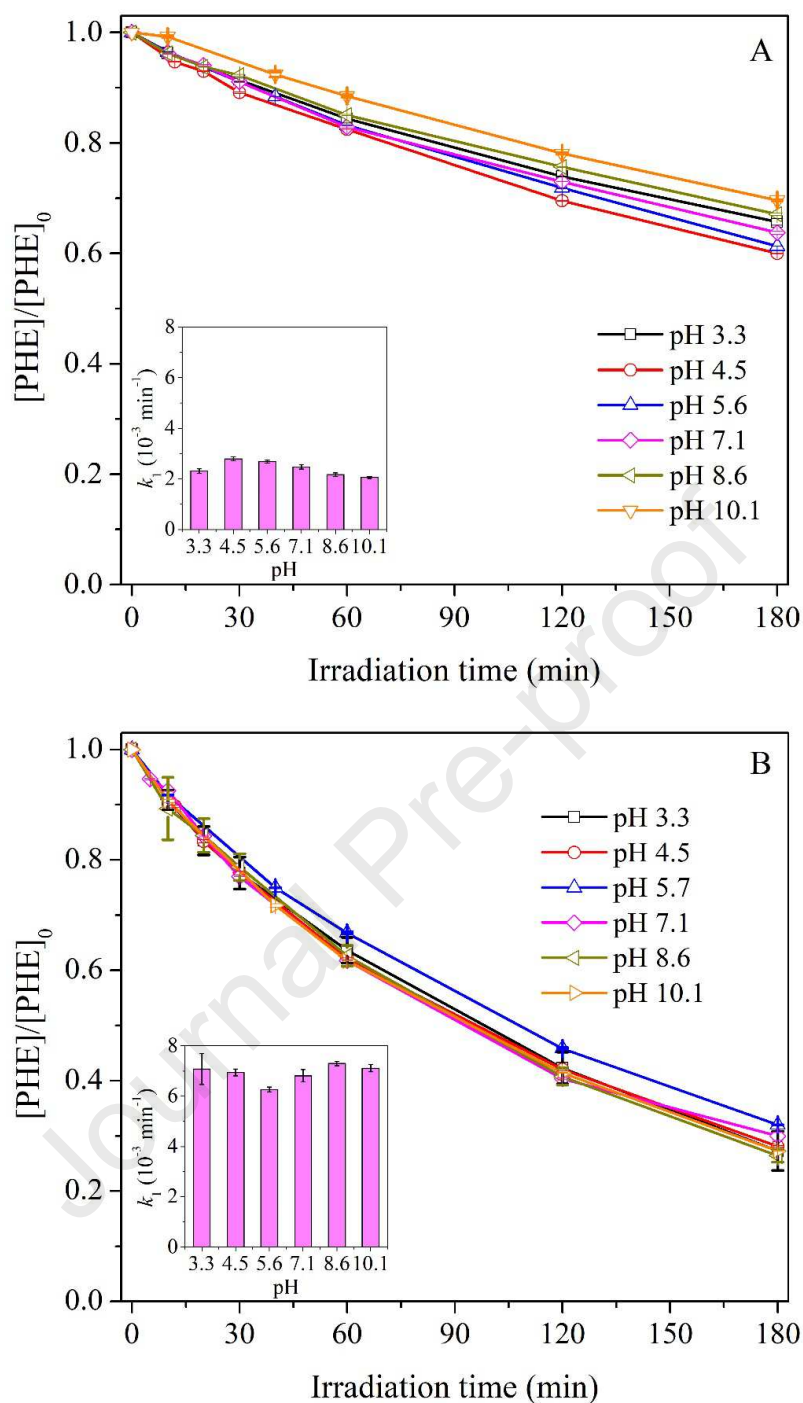 A
1.0
0.8
0.6
0.4
0.2
0.0
[PHE]/[PHE]0
pH 3.3
pH 4.5
pH 5.6
pH 7.1
pH 8.6
pH 10.1
8
6
4
2
0
k1 (10-3 min-1)
3.3 4.5 5.6 7.1 8.6 10.1
pH
0 30 60 90 120 150 180
Irradiation time (min)
Journal Pre-proof
B
1.0
0.8
0.6
0.4
0.2
0.0
[PHE]/[PHE]0
pH 3.3
pH 4.5
pH 5.7
pH 7.1
pH 8.6
pH 10.1
8
6
4
2
0
k1 (10-3 min-1)
3.3 4.5 5.6 7.1 8.6 10.1
pH
0 30 60 90 120 150 180
Irradiation time (min)